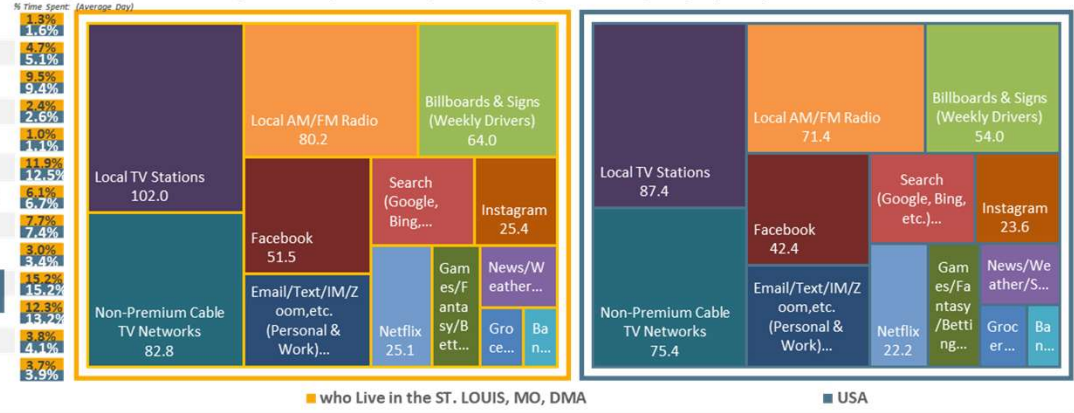 % Time Spent: (Average Day)
1.3%
1.6%
4.7%
5.1%
9.5%
9.4%
2.4%
2.6%
1.0%
1.1%
11.9%
12.5%
6.1%
6.7%
7.7%
7.4%
3.0%
3.4%
15.2%
15.2%
12.3%
13.2%
3.8%
4.1%
3.7%
3.9%
Local TV Stations
102.0
Non-Premium Cable
TV Networks
82.8
Local AM/FM Radio
80.2
Billboards & Signs
(Weekly Drivers)
64.0
Facebook
51.5
Search
(Google,
Bing,...
Instagram
25.4
Email/Text/IM/Z
oom,etc.
(Personal &
Work)...
Netflix
25.1
Gam
es/F
anta
sy/B
ett...
News/W
eather...
Gro
ce...
Ba
n...
Local TV Stations
87.4
Non-Premium Cable
TV Networks
75.4
Local AM/FM Radio
71.4
Billboards & Signs
(Weekly Drivers)
54.0
Facebook
42.4
Search
(Google, Bing,
etc.)...
Instagram
23.6
Email/Text/IM/Z
oom,etc.
(Personal &
Work)...
Netflix
22.2
Gam
es/Fa
ntasy
/Betti
ng...
News/We
ather/S...
Groc
er...
Ba
n...
who Live in the ST. LOUIS, MO, DMA
USA